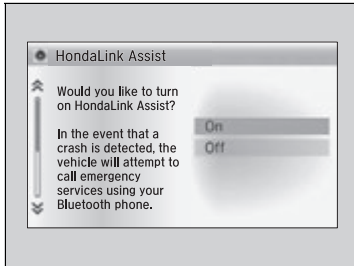 HondaLink Assist
Would you like to turn
on HondaLink Assist?
In the event that a
crash is detected, the
vehicle will attempt to
call emergency
services using your
Bluetooth phone.
On
Off